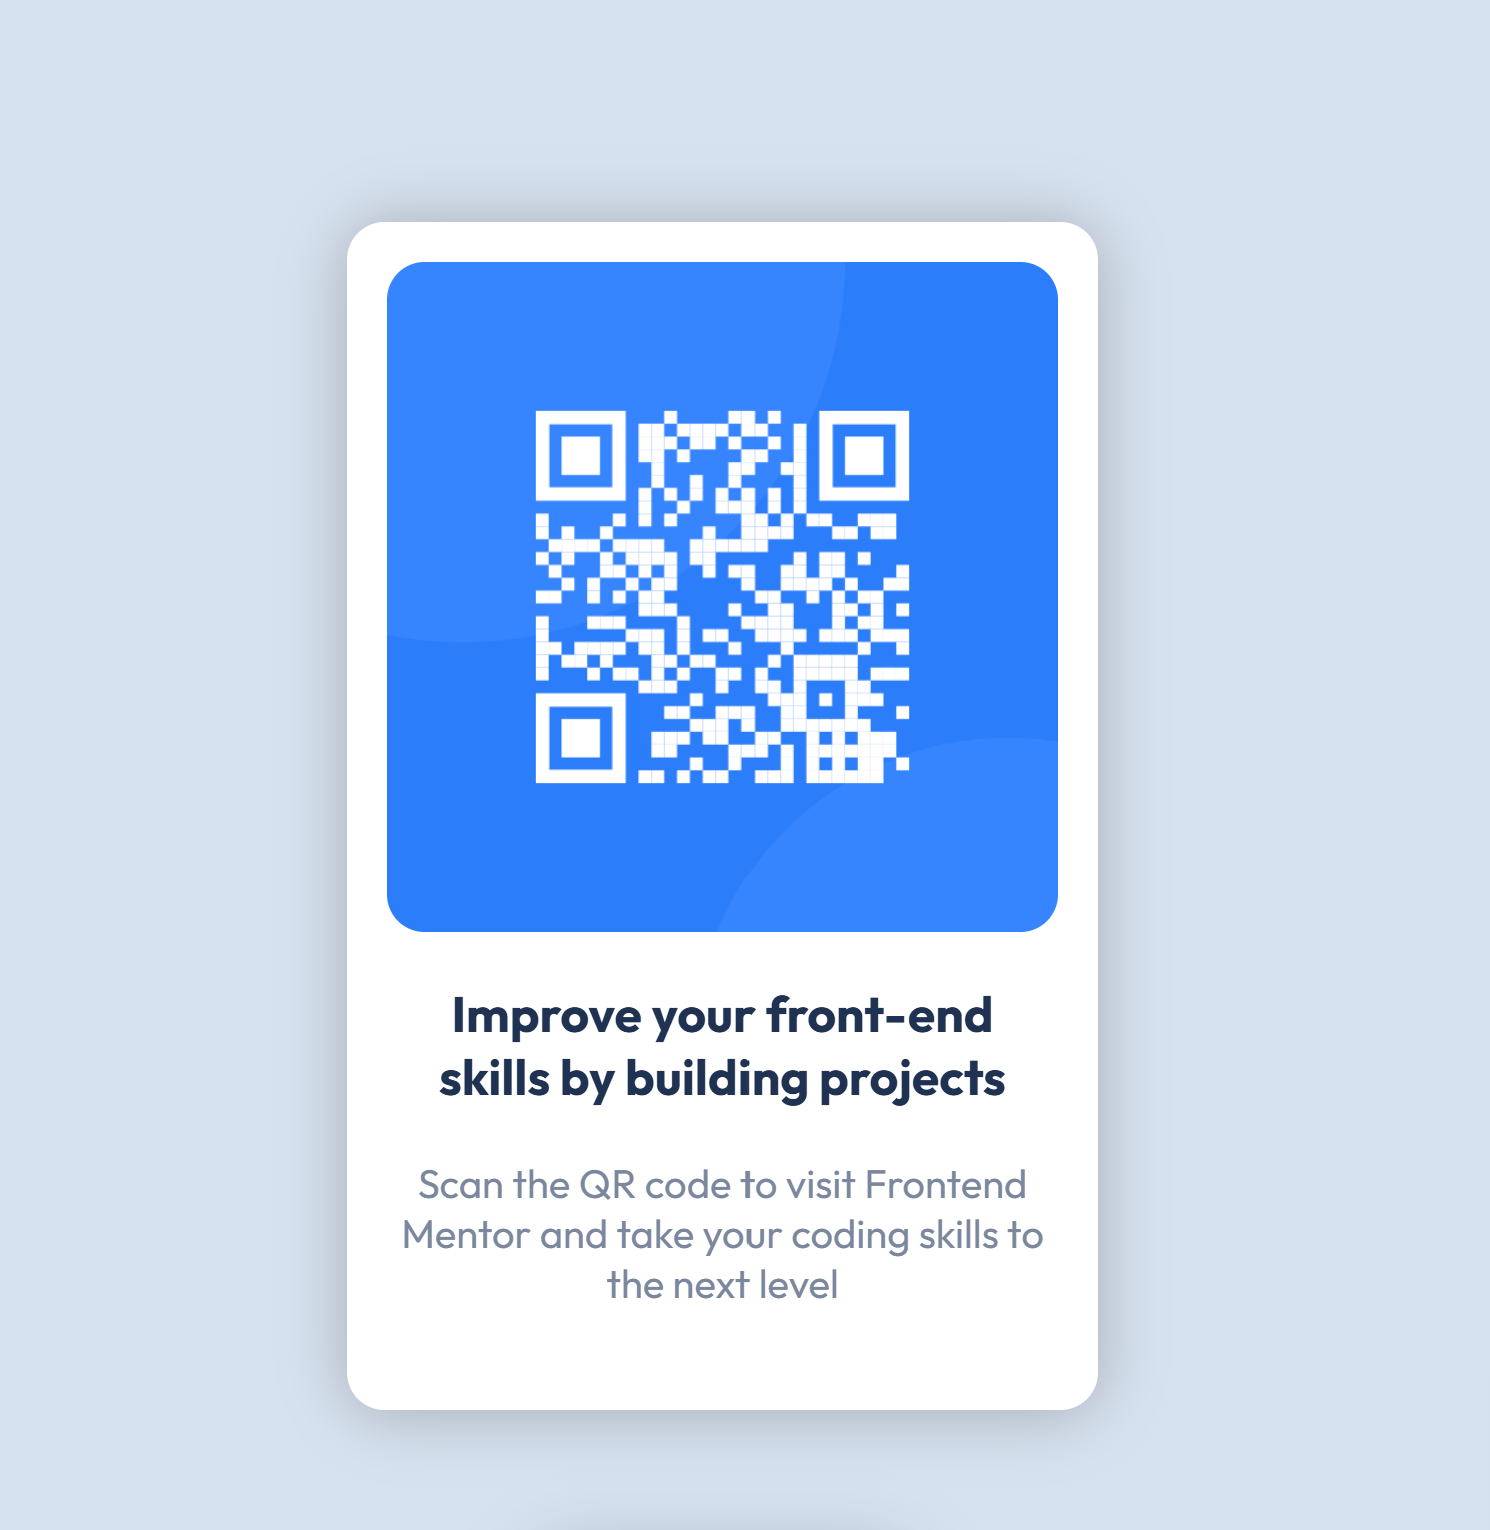 Improve your front-end
skills by building projects
Scan the QR code to visit Frontend
Mentor and take your coding skills to
the next level